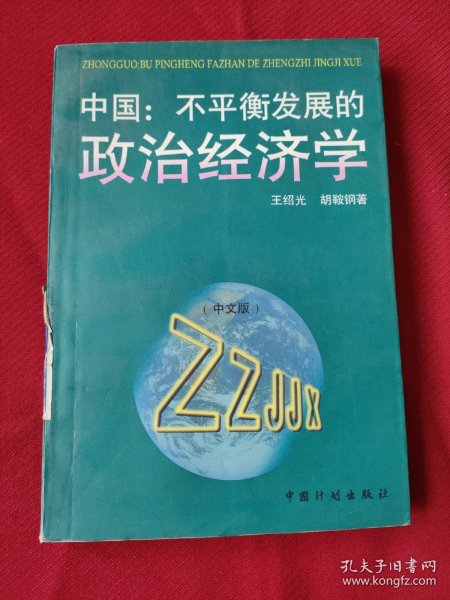 ZHONGGUO:BU PINGHENG FAZHAN DE ZHENGZHI JINGJI XUE
中国：不平衡发展的
政治经济学
王绍光 胡鞍钢著
（中文版）
ZZJJX
中国计划出版社
孔夫子旧书网
www.kongfz.com